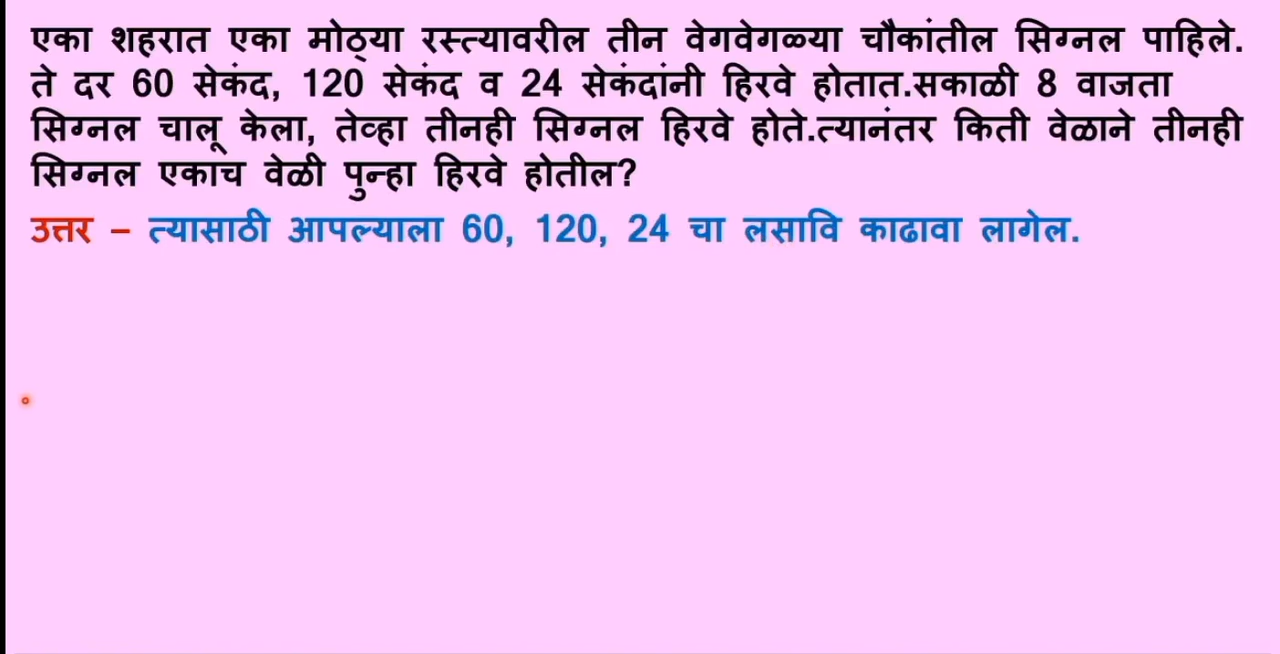 एका शहरात एका मोठ्या रस्त्यावरील तीन वेगवेगळ्या चौकांतील सिग्नल पाहिले.
ते दर 60 सेकंद, 120 सेकंद व 24 सेकंदांनी हिरवे होतात.सकाळी 8 वाजता
सिग्नल चालू केला, तेव्हा तीनही सिग्नल हिरवे होते.त्यानंतर किती वेळाने तीनही
सिग्नल एकाच वेळी पुन्हा हिरवे होतील?
उत्तर – त्यासाठी आपल्याला 60, 120, 24 चा लसावि काढावा लागेल.